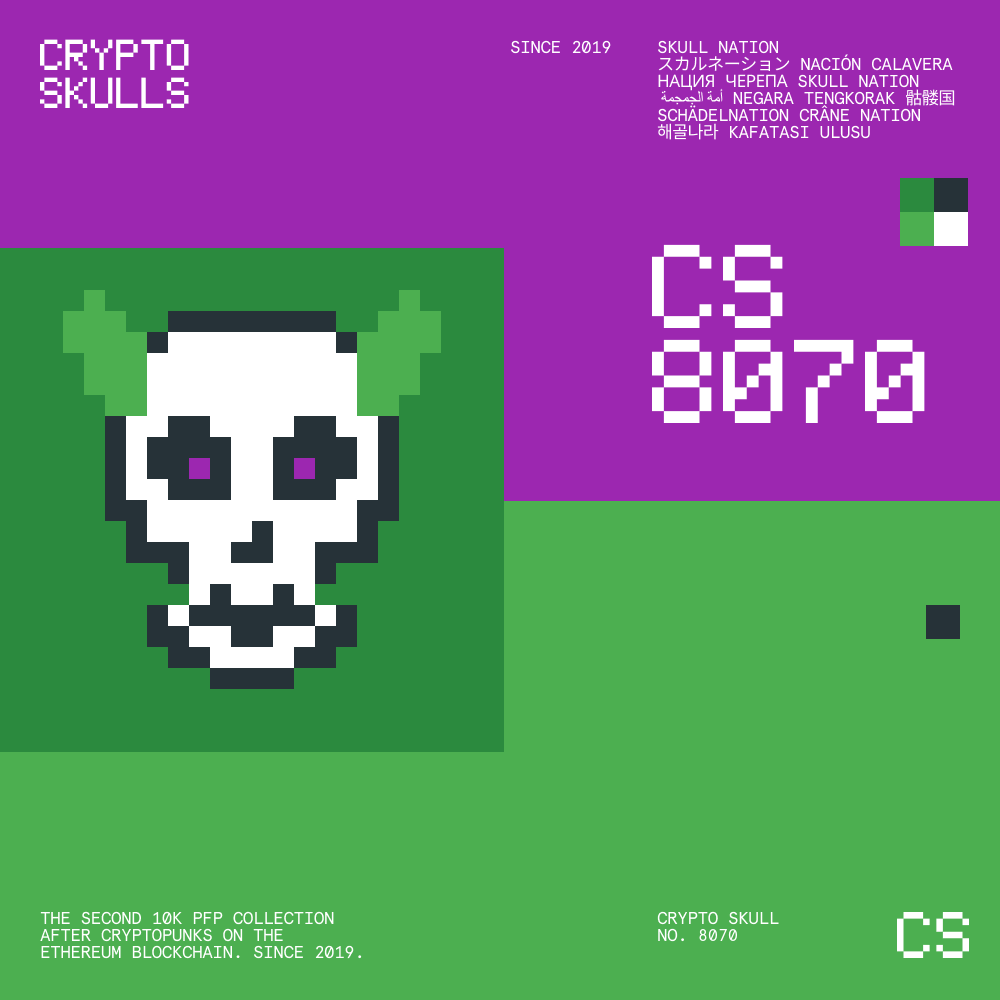 CRYPTO
SKULLS
SINCE 2019
SKULL NATION
スカルネーション NACIÓN CALAVERA
НАЦИЯ ЧЕРЕПА SKULL NATION
أمة الجمجمة NEGARA TENGKORAK 骷髅国
SCHÄDELNATION CRÂNE NATION
해골나라 KAFATASI ULUSU
CS
8070
THE SECOND 10K PFP COLLECTION
AFTER CRYPTOPUNKS ON THE
ETHEREUM BLOCKCHAIN. SINCE 2019.
CRYPTO SKULL
NO. 8070
CS